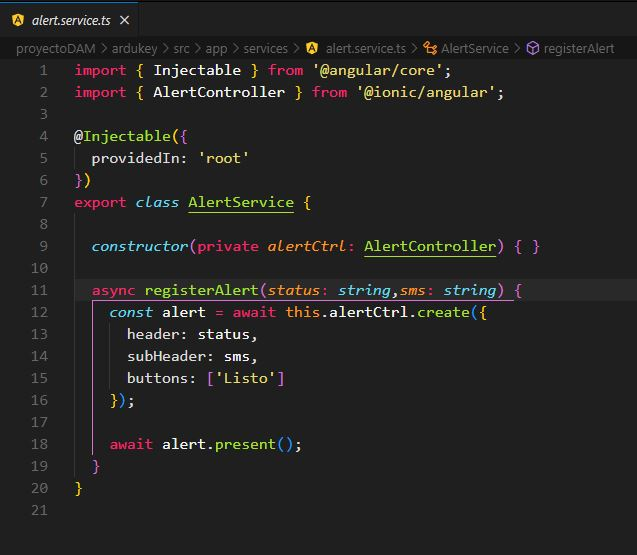 alert.service.ts ×
proyectoDAM > ardukey > src > app > services > alert.service.ts > AlertService > registerAlert
1 import { Injectable } from '@angular/core';
2 import { AlertController } from '@ionic/angular';
3
4 @Injectable({
5   providedIn: 'root'
6 })
7 export class AlertService {
8
9   constructor(private alertCtrl: AlertController) { }
10
11   async registerAlert(status: string,sms: string) {
12     const alert = await this.alertCtrl.create({
13       header: status,
14       subHeader: sms,
15       buttons: ['Listo']
16     });
17
18     await alert.present();
19   }
20 }
21